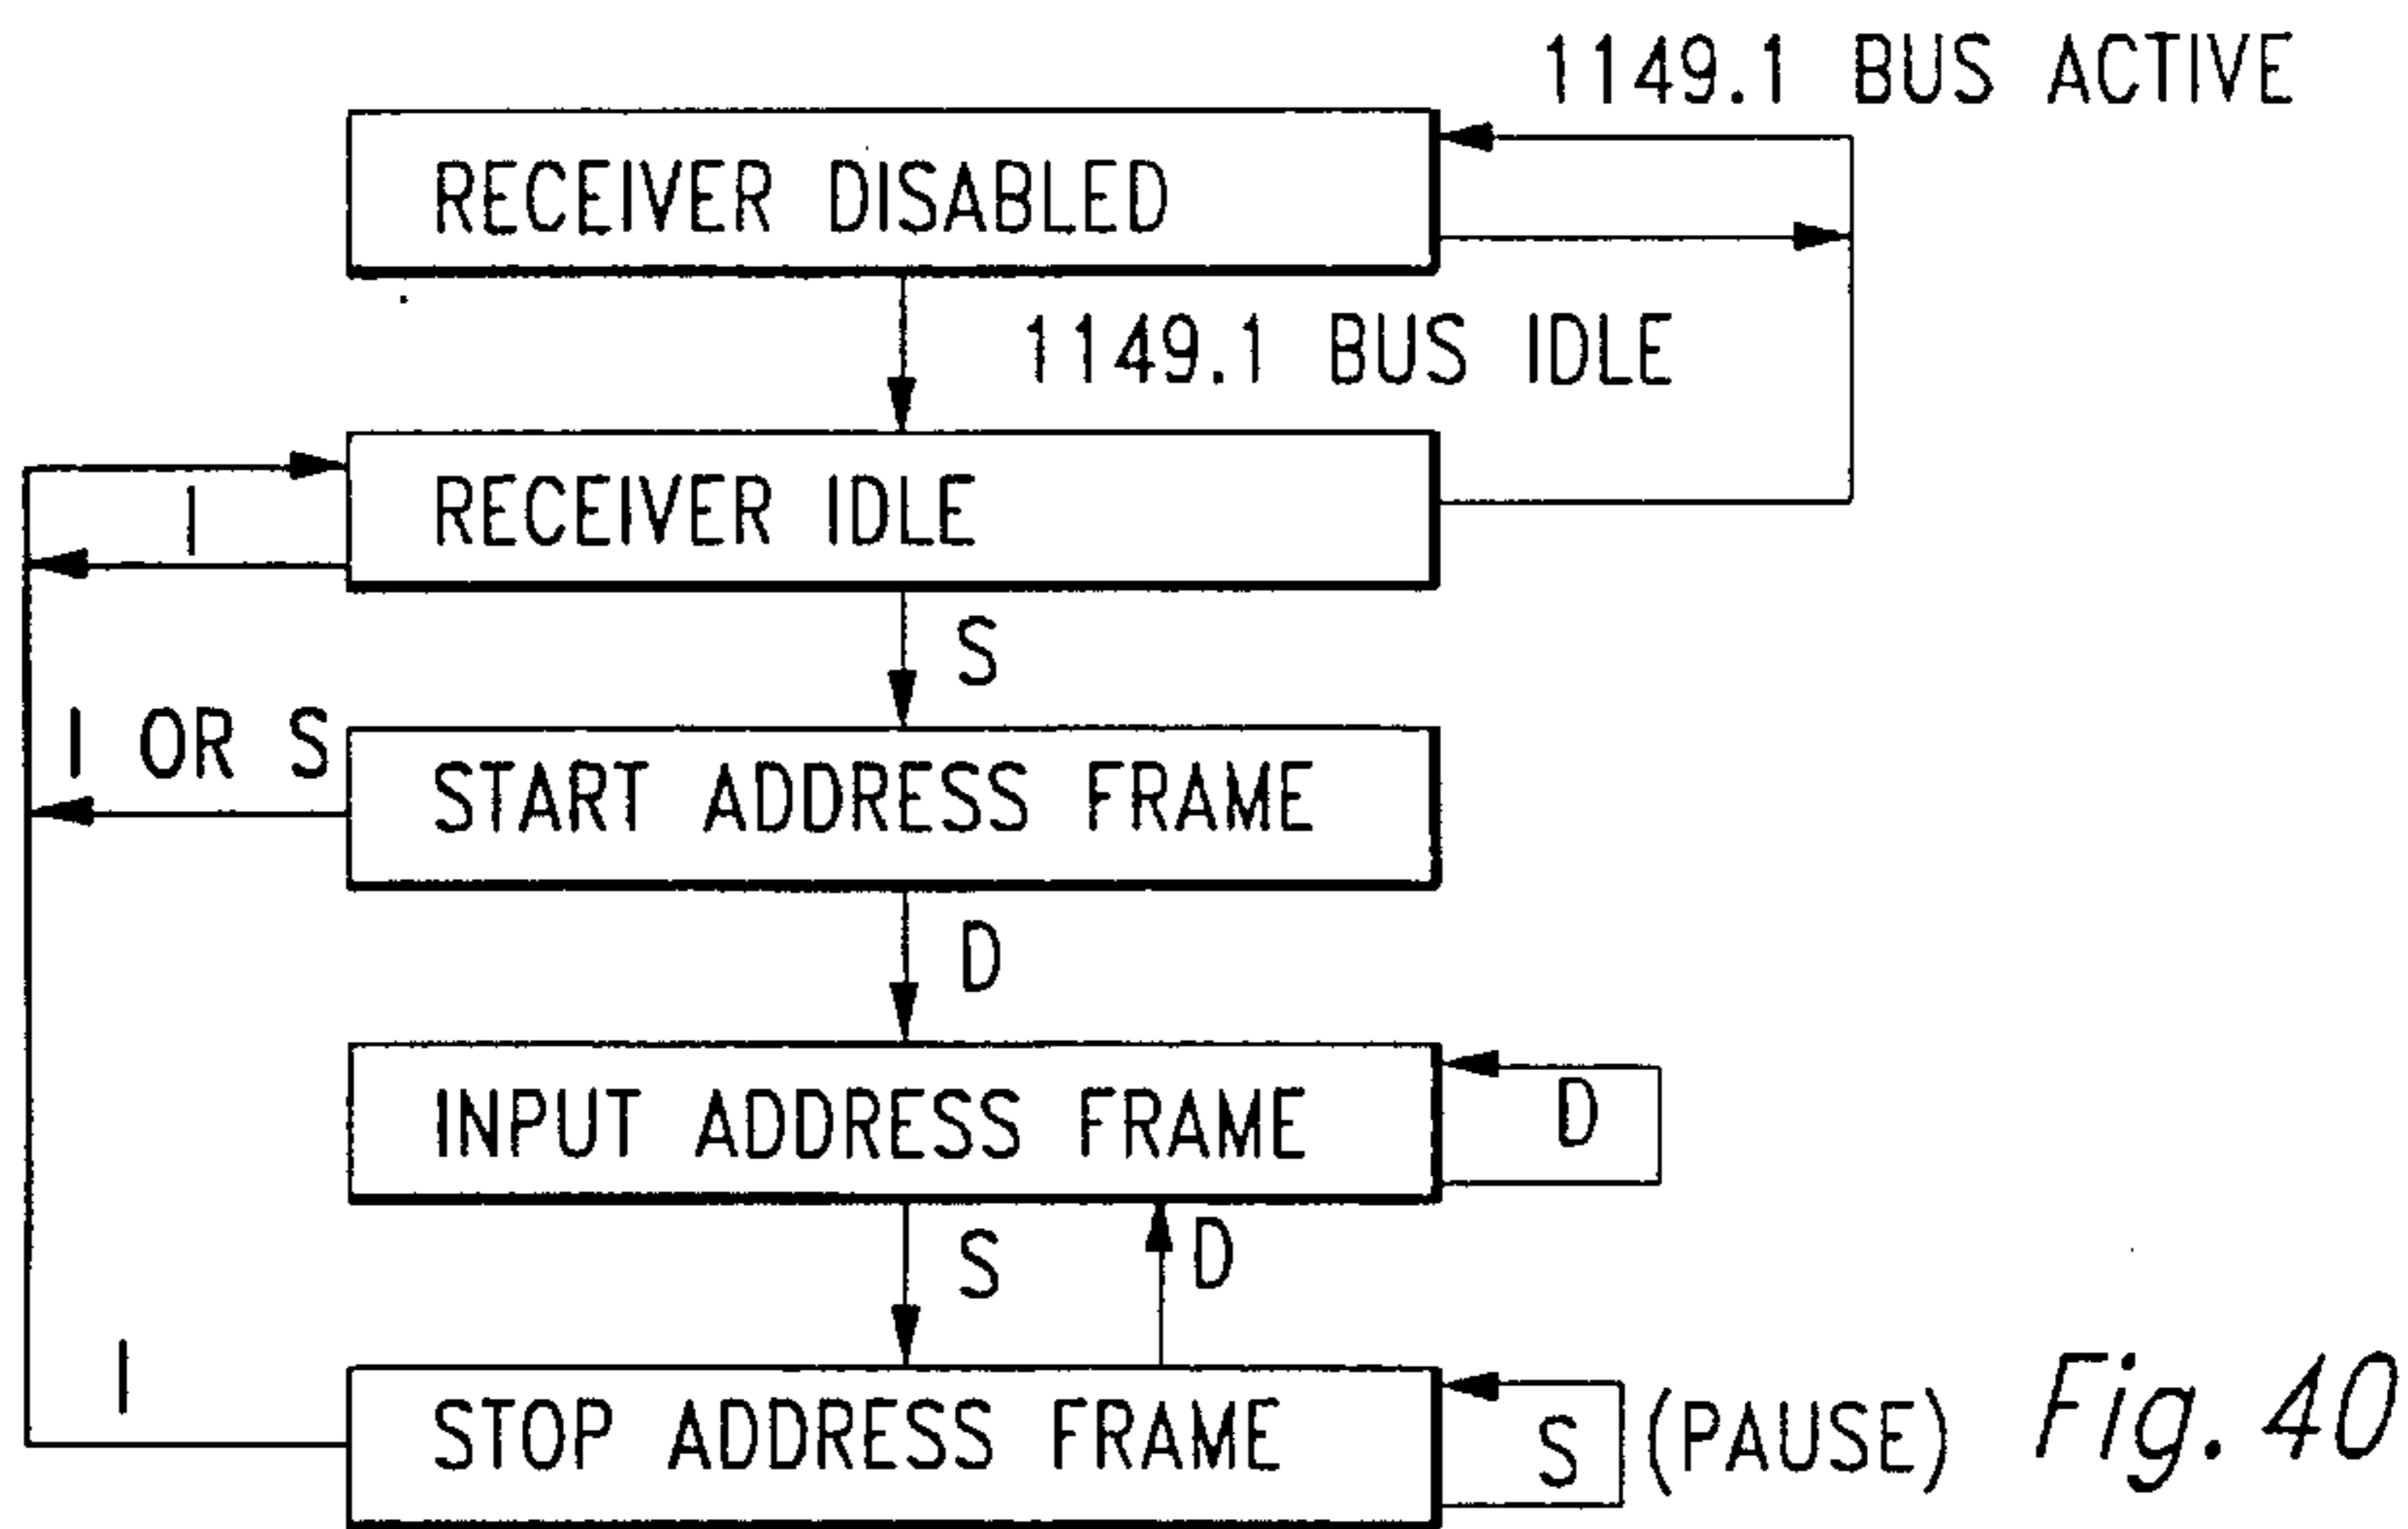 1149.1 BUS ACTIVE
RECEIVER DISABLED
1149.1 BUS IDLE
RECEIVER IDLE
I
S
I OR S
START ADDRESS FRAME
D
INPUT ADDRESS FRAME
D
S
D
I
STOP ADDRESS FRAME
S (PAUSE)
Fig. 40